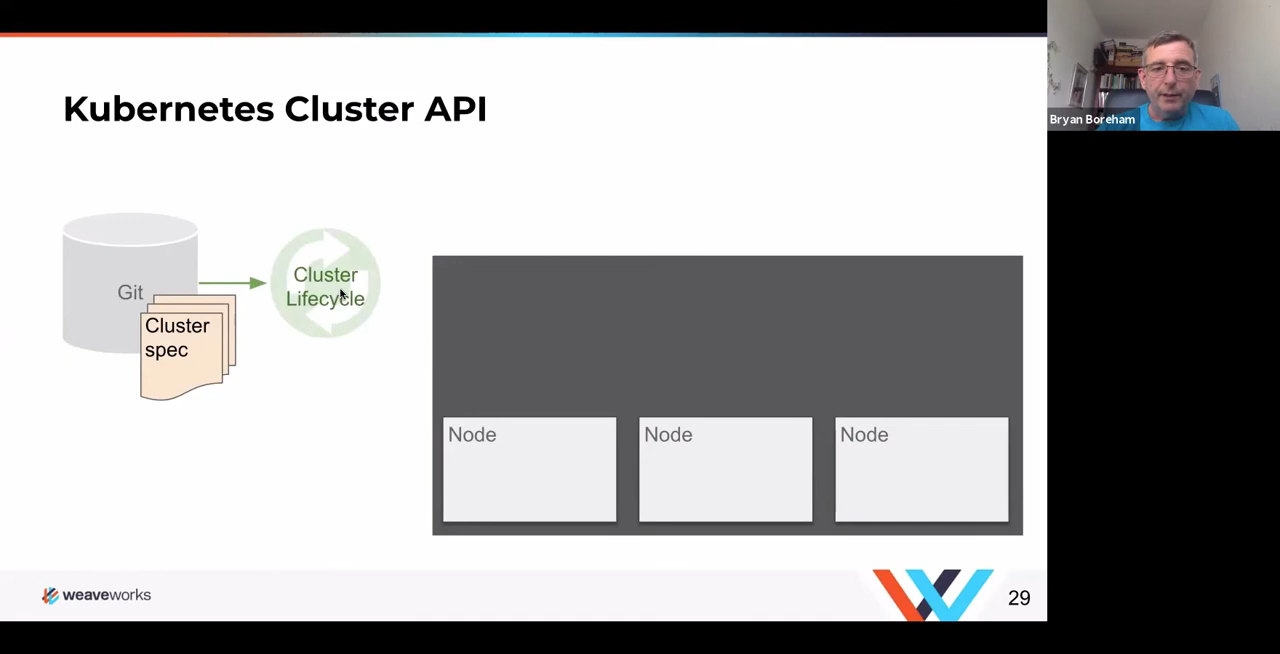 Kubernetes Cluster API
Bryan Boreham
Git
Cluster
Lifecycle
Cluster
spec
Node
Node
Node
weaveworks
29